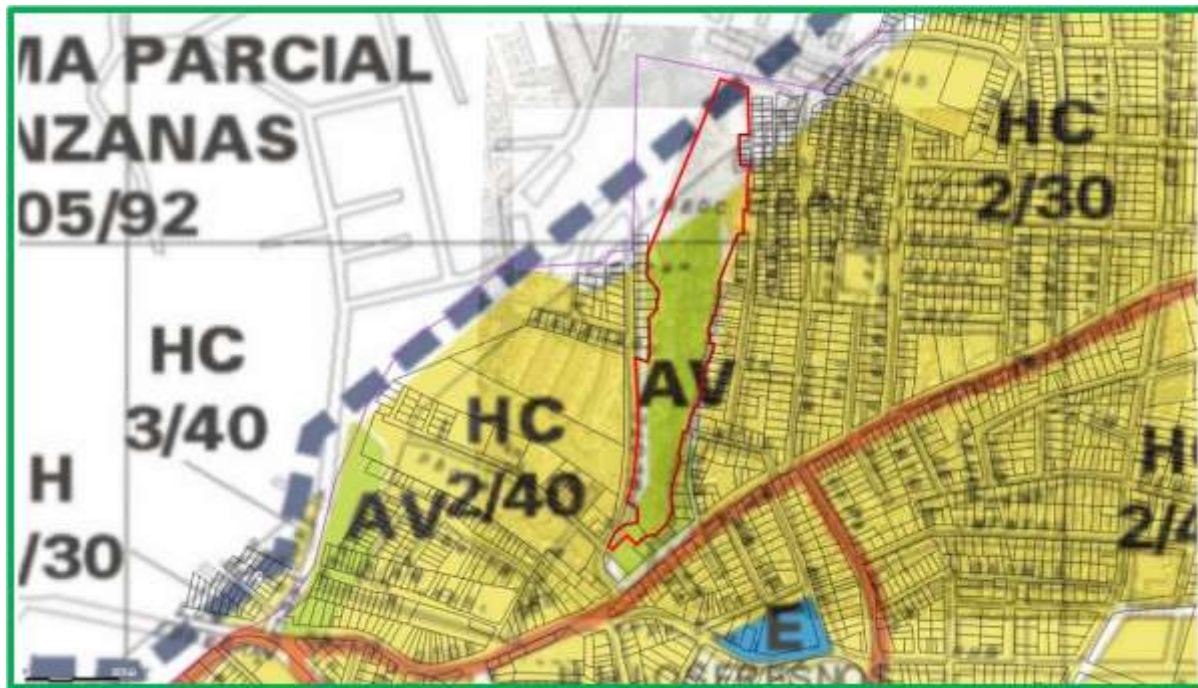 MA PARCIAL
NZANAS
05/92
HC
2/30
HC
3/40
HC
2/40
AV
AV
H
/30
H
2/4
E